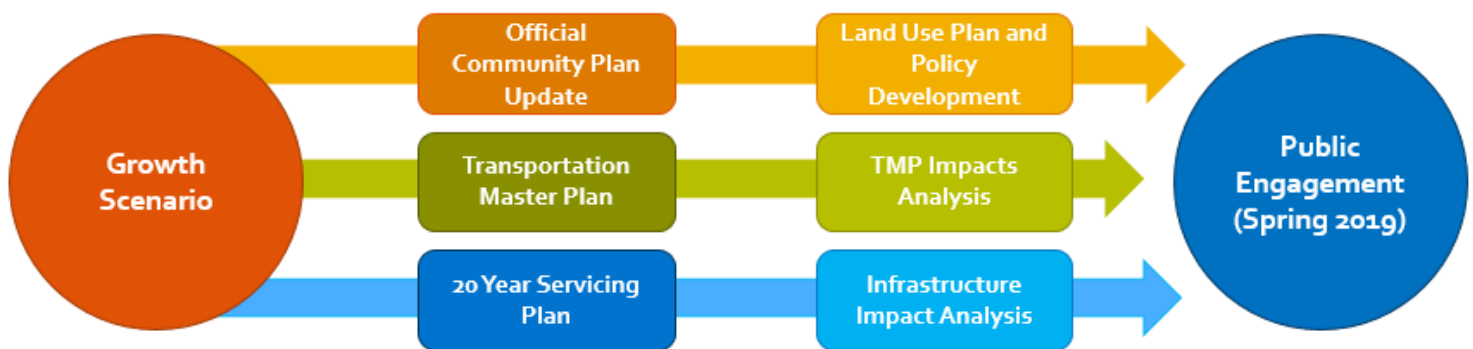 Growth
Scenario
Official
Community Plan
Update
Land Use Plan and
Policy
Development
Transportation
Master Plan
TMP Impacts
Analysis
20 Year Servicing
Plan
Infrastructure
Impact Analysis
Public
Engagement
(Spring 2019)